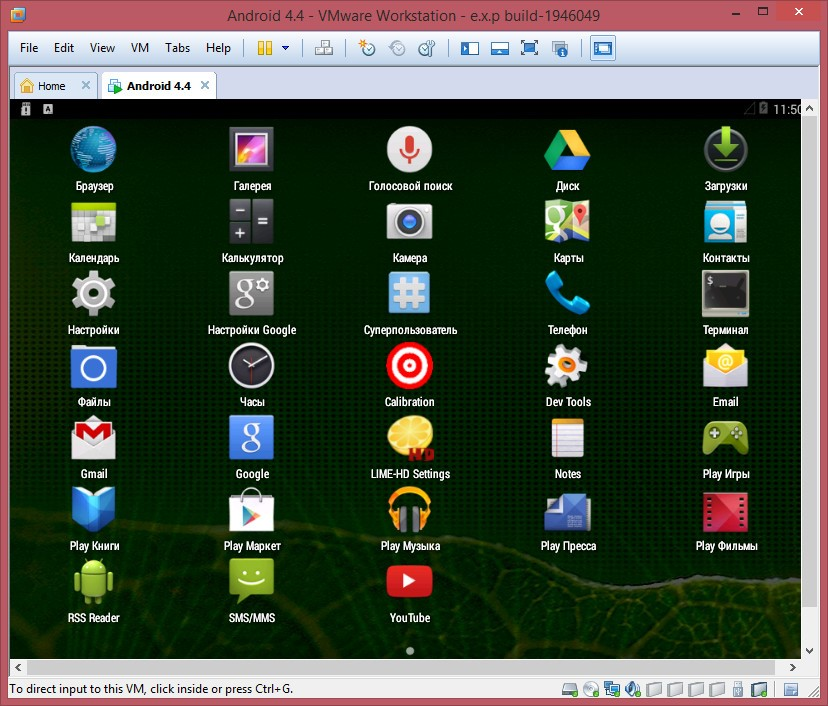 Android 4.4 - VMware Workstation - e.x.p build-1946049
File Edit View VM Tabs Help
Home Android 4.4
A 11:50
Браузер Галерея Голосовой поиск Диск Загрузки
Календарь Калькулятор Камера Карты Контакты
Настройки Настройки Google Суперпользователь Телефон Терминал
Файлы Часы Calibration Dev Tools Email
Gmail Google LIME-HD Settings Notes Play Игры
Play Книги Play Маркет Play Музыка Play Пресса Play Фильмы
RSS Reader SMS/MMS YouTube
To direct input to this VM, click inside or press Ctrl+G.